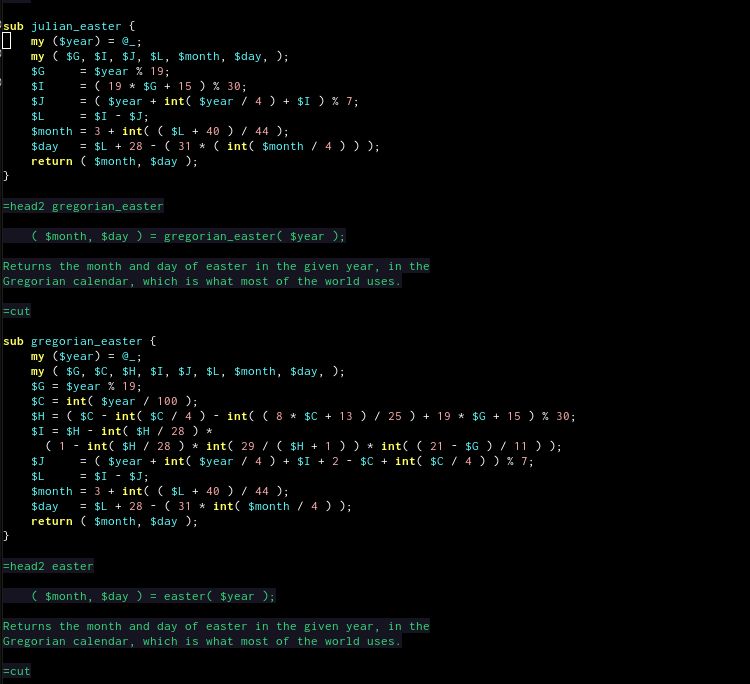 sub julian_easter {
    my ($year) = @_;
    my ( $G, $I, $J, $L, $month, $day, );
    $G     = $year % 19;
    $I     = ( 19 * $G + 15 ) % 30;
    $J     = ( $year + int( $year / 4 ) + $I ) % 7;
    $L     = $I - $J;
    $month = 3 + int( ( $L + 40 ) / 44 );
    $day   = $L + 28 - ( 31 * ( int( $month / 4 ) ) );
    return ( $month, $day );
}
=head2 gregorian_easter
    ( $month, $day ) = gregorian_easter( $year );
Returns the month and day of easter in the given year, in the
Gregorian calendar, which is what most of the world uses.
=cut
sub gregorian_easter {
    my ($year) = @_;
    my ( $G, $C, $H, $I, $J, $L, $month, $day, );
    $G = $year % 19;
    $C = int( $year / 100 );
    $H = ( $C - int( $C / 4 ) - int( ( 8 * $C + 13 ) / 25 ) + 19 * $G + 15 ) % 30;
    $I = $H - int( $H / 28 ) *
      ( 1 - int( $H / 28 ) * int( 29 / ( $H + 1 ) ) * int( ( 21 - $G ) / 11 ) );
    $J     = ( $year + int( $year / 4 ) + $I + 2 - $C + int( $C / 4 ) ) % 7;
    $L     = $I - $J;
    $month = 3 + int( ( $L + 40 ) / 44 );
    $day   = $L + 28 - ( 31 * int( $month / 4 ) );
    return ( $month, $day );
}
=head2 easter
    ( $month, $day ) = easter( $year );
Returns the month and day of easter in the given year, in the
Gregorian calendar, which is what most of the world uses.
=cut